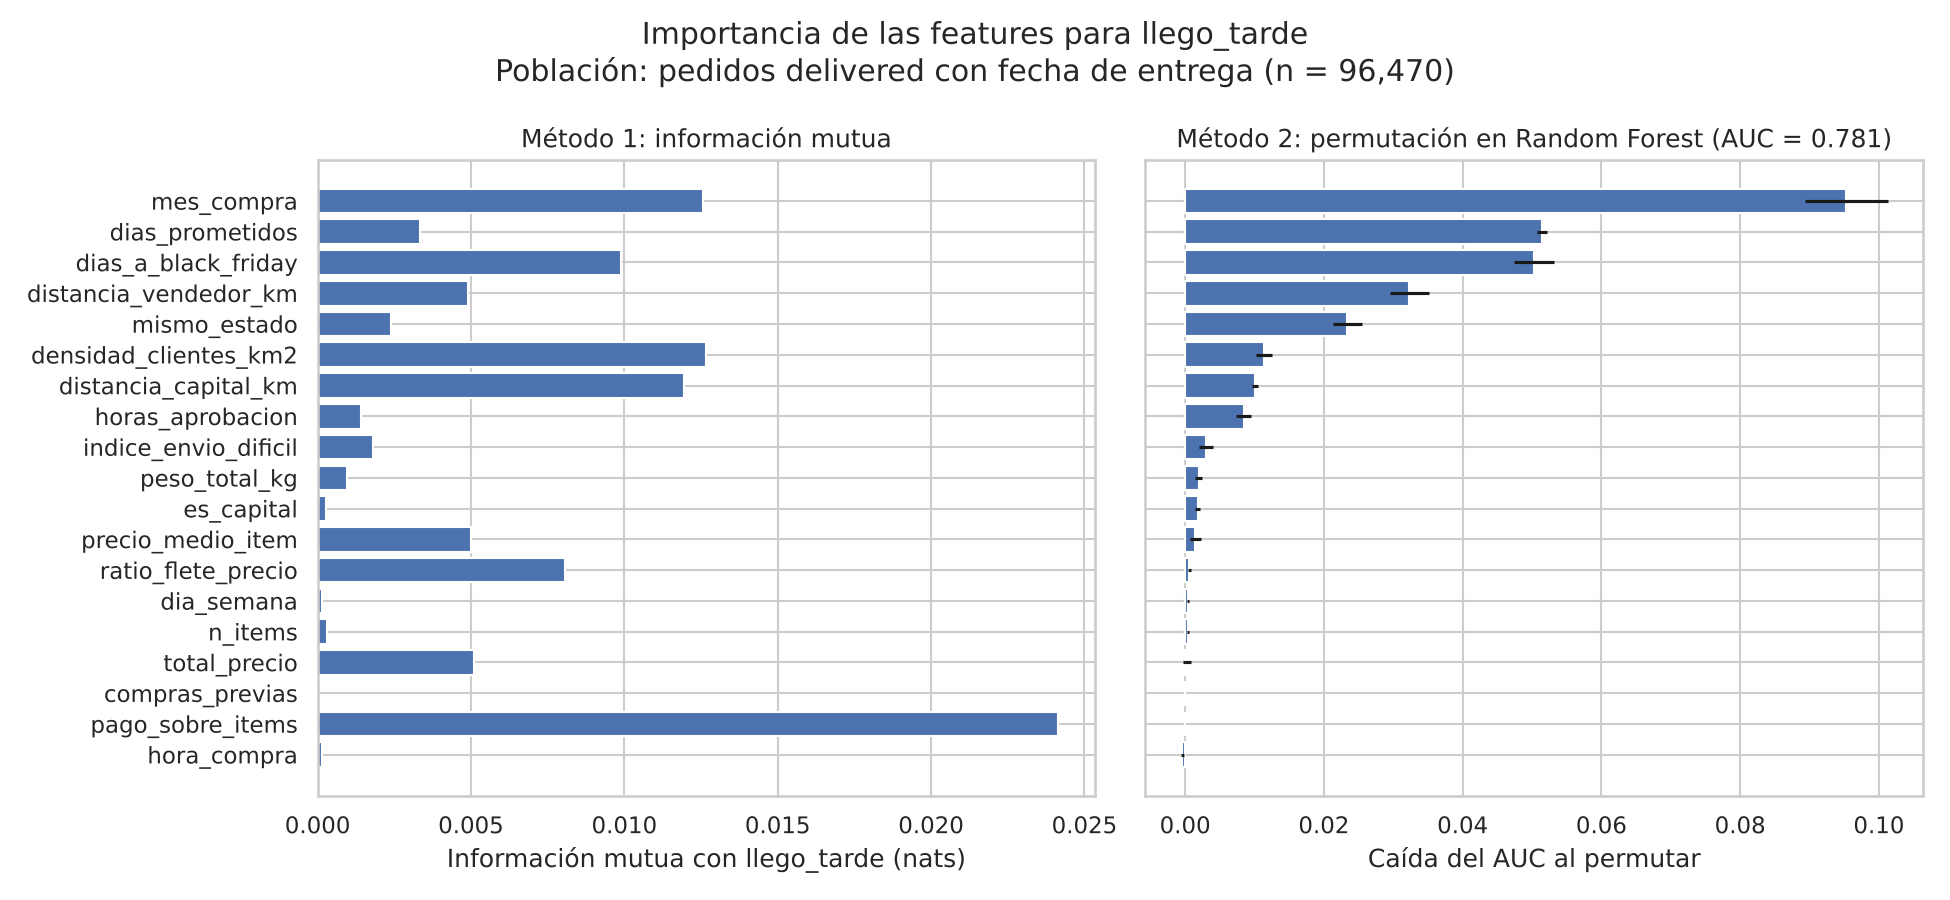 Importancia de las features para llego_tarde
Población: pedidos delivered con fecha de entrega (n = 96,470)
Método 1: información mutua
Método 2: permutación en Random Forest (AUC = 0.781)
mes_compra
dias_prometidos
dias_a_black_friday
distancia_vendedor_km
mismo_estado
densidad_clientes_km2
distancia_capital_km
horas_aprobacion
indice_envio_dificil
peso_total_kg
es_capital
precio_medio_item
ratio_flete_precio
dia_semana
n_items
total_precio
compras_previas
pago_sobre_items
hora_compra
0.000 0.005 0.010 0.015 0.020 0.025
0.00 0.02 0.04 0.06 0.08 0.10
Información mutua con llego_tarde (nats)
Caída del AUC al permutar